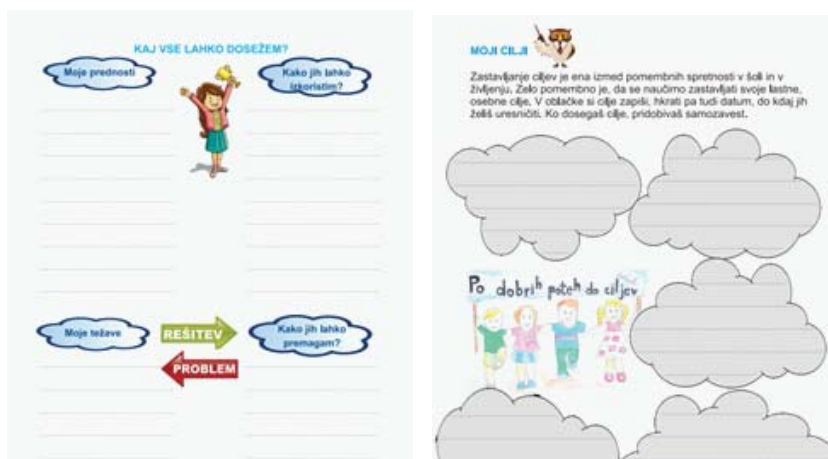 KAJ VSE LAHKO DOSEŽEM?
Moje prednosti
Kako jih lahko
izkoristim?
Moje težave
REŠITEV
PROBLEM
Kako jih lahko
premagam?
MOJI CILJI
Zastavljanje ciljev je ena izmed pomembnih spretnosti v šoli in v
življenju. Zelo pomembno je, da se naučimo zastavljati svoje lastne,
osebne cilje. V oblačke si cilje zapiši, hkrati pa tudi datum, do kdaj jih
želiš uresničiti. Ko dosegaš cilje, pridobivaš samozavest.
Po dobrih poteh do ciljev